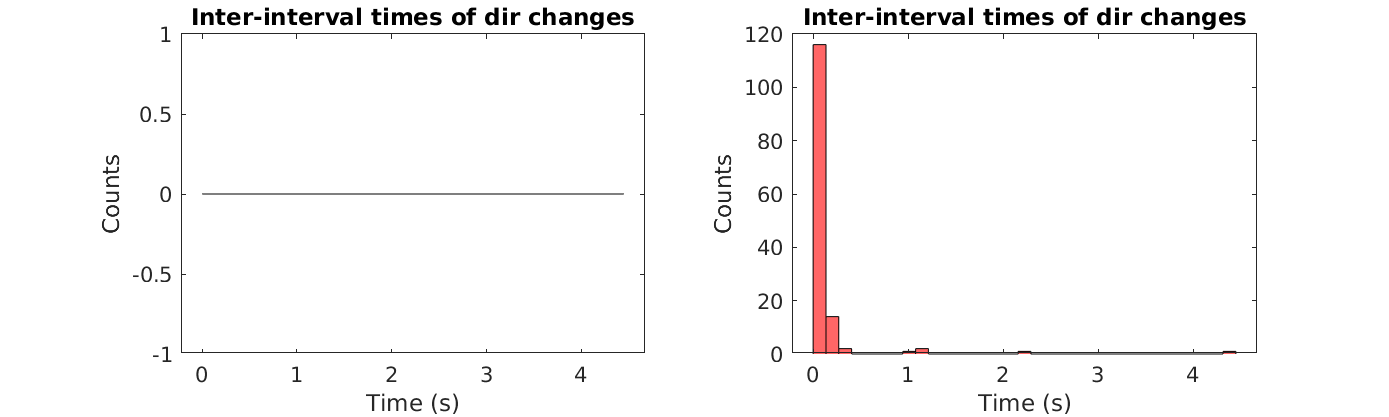 Inter-interval times of dir changes
1
0.5
0
-0.5
-1
Counts
0 1 2 3 4
Time (s)
Inter-interval times of dir changes
120
100
80
60
40
20
0
Counts
0 1 2 3 4
Time (s)